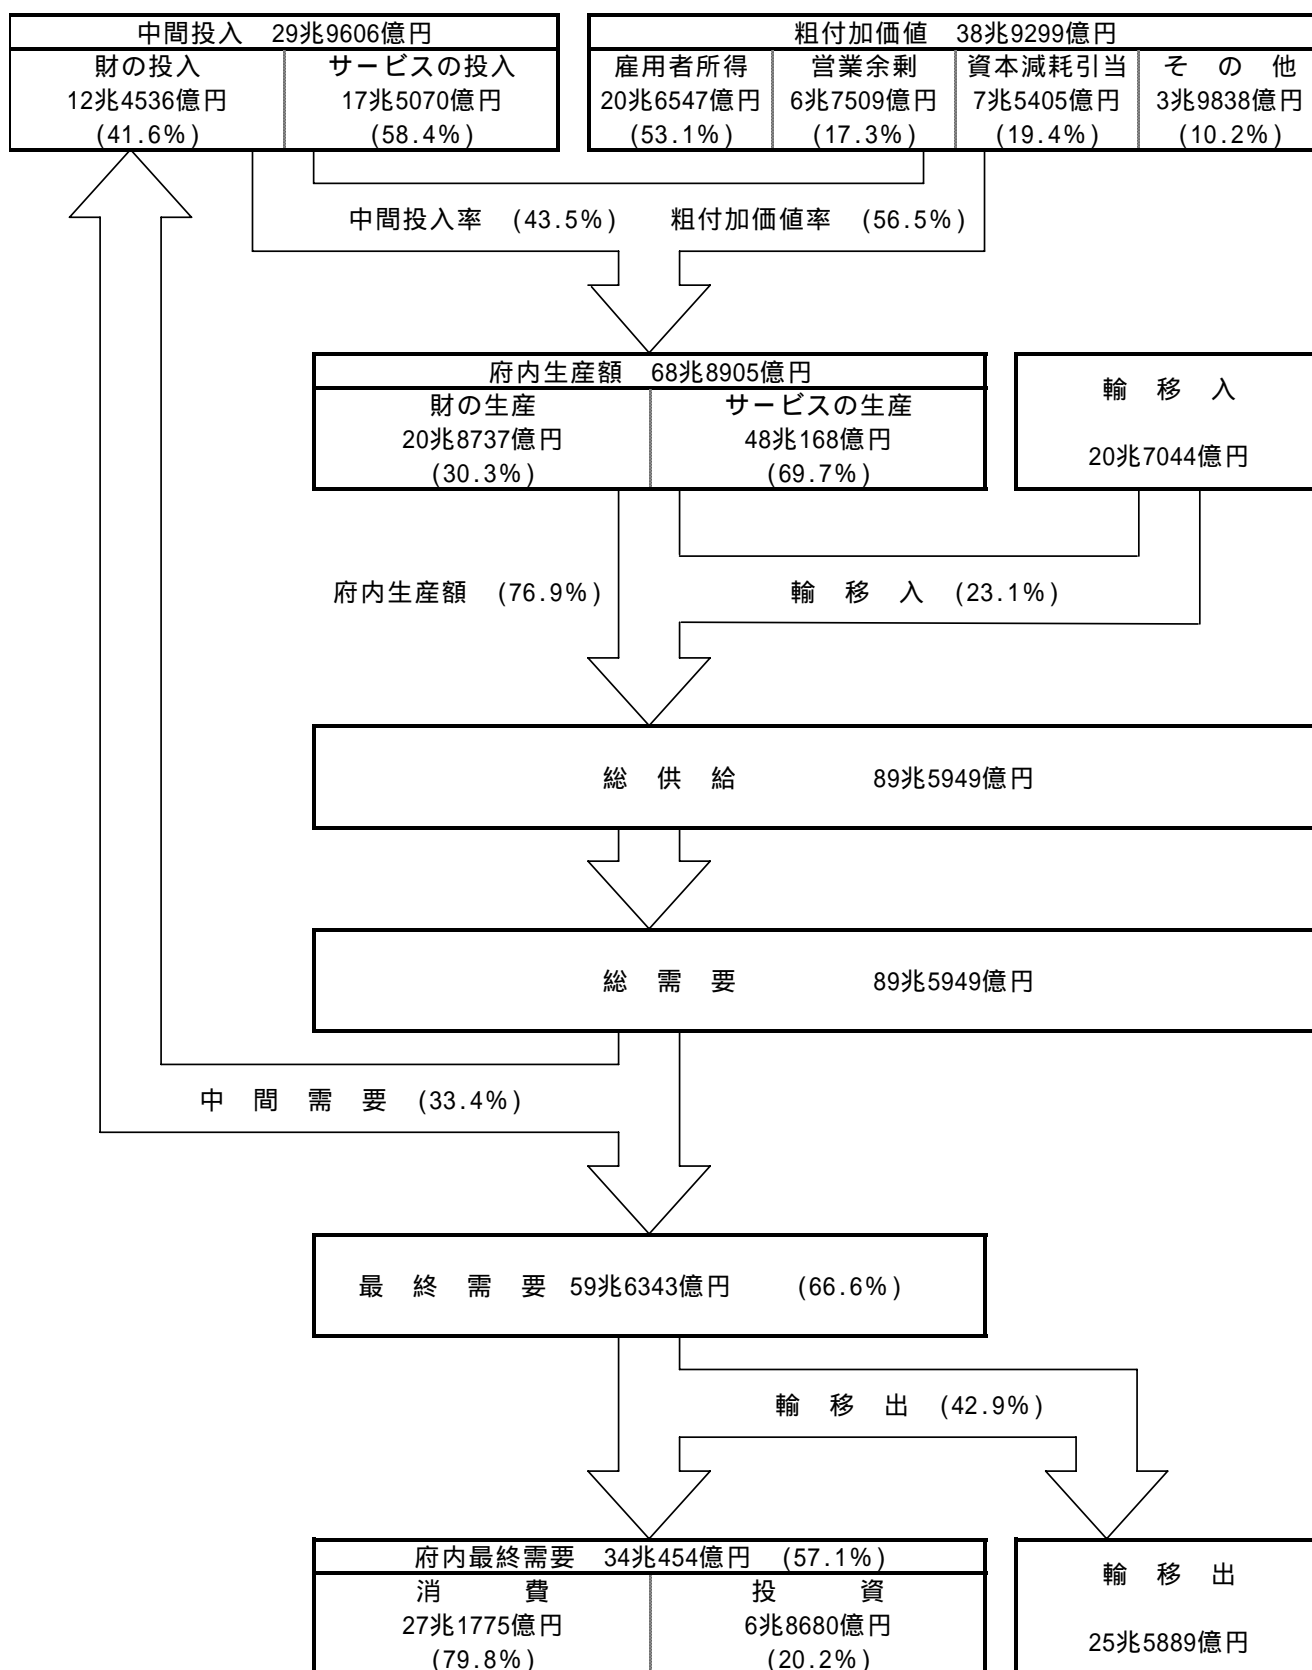 中間投入　29兆9606億円
財の投入
12兆4536億円
(41.6%)
サービスの投入
17兆5070億円
(58.4%)
粗付加価値　38兆9299億円
雇用者所得
20兆6547億円
(53.1%)
営業余剰
6兆7509億円
(17.3%)
資本減耗引当
7兆5405億円
(19.4%)
そ　の　他
3兆9838億円
(10.2%)
中間投入率　(43.5%)
粗付加価値率　(56.5%)
府内生産額　68兆8905億円
財の生産
20兆8737億円
(30.3%)
サービスの生産
48兆168億円
(69.7%)
輸　移　入
20兆7044億円
府内生産額　(76.9%)
輸　移　入　(23.1%)
総　供　給　89兆5949億円
総　需　要　89兆5949億円
中　間　需　要　(33.4%)
最　終　需　要　59兆6343億円　(66.6%)
輸　移　出　(42.9%)
府内最終需要　34兆454億円　(57.1%)
消　費
27兆1775億円
(79.8%)
投　資
6兆8680億円
(20.2%)
輸　移　出
25兆5889億円